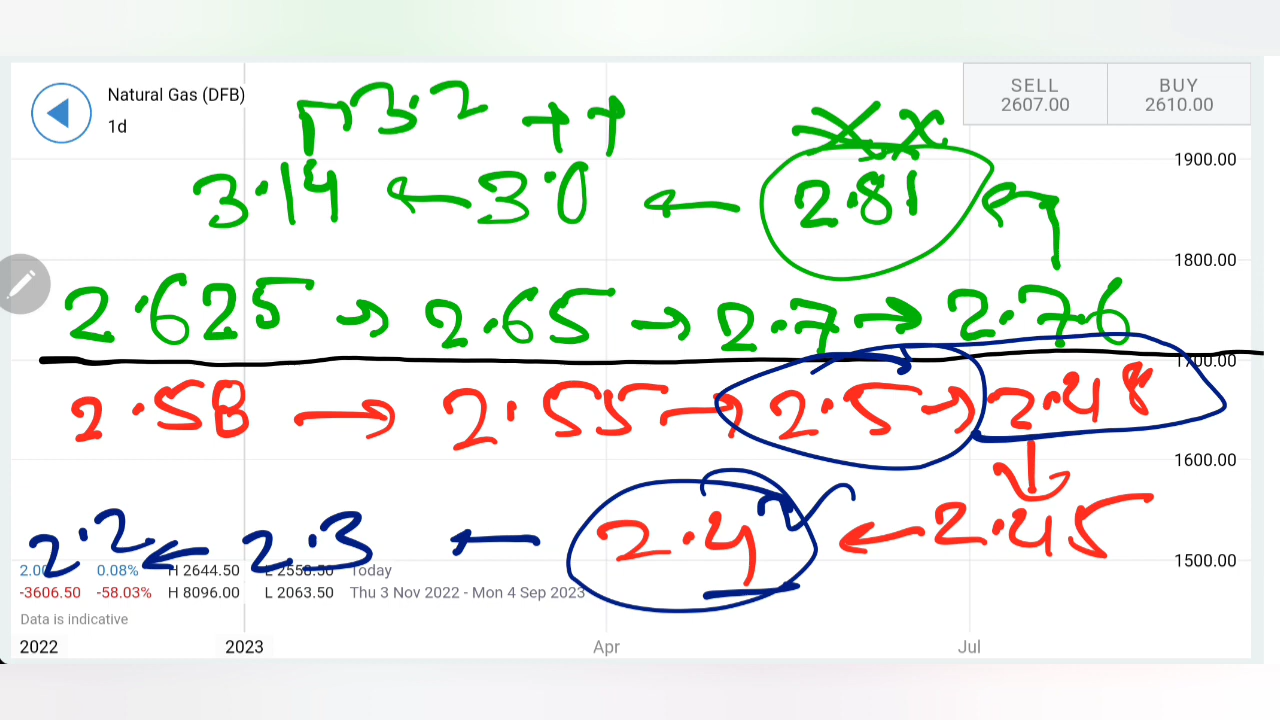 Natural Gas (DFB)
1d
SELL 2607.00
BUY 2610.00
3.2 ++
XX
1900.00
3.14 ← 3.0 ← 2.81
1800.00
2.625 → 2.65 → 2.7 → 2.7.6
1700.00
2.58 → 2.55 → 2.5 → 2.48
1600.00
2.2 ← 2.3 ← 2.4 ← 2.45
1500.00
0.08% H 2644.50 Today
-3606.50 -58.03% H 8096.00 L 2063.50 Thu 3 Nov 2022 - Mon 4 Sep 2023
Data is indicative
2022 2023 Apr Jul